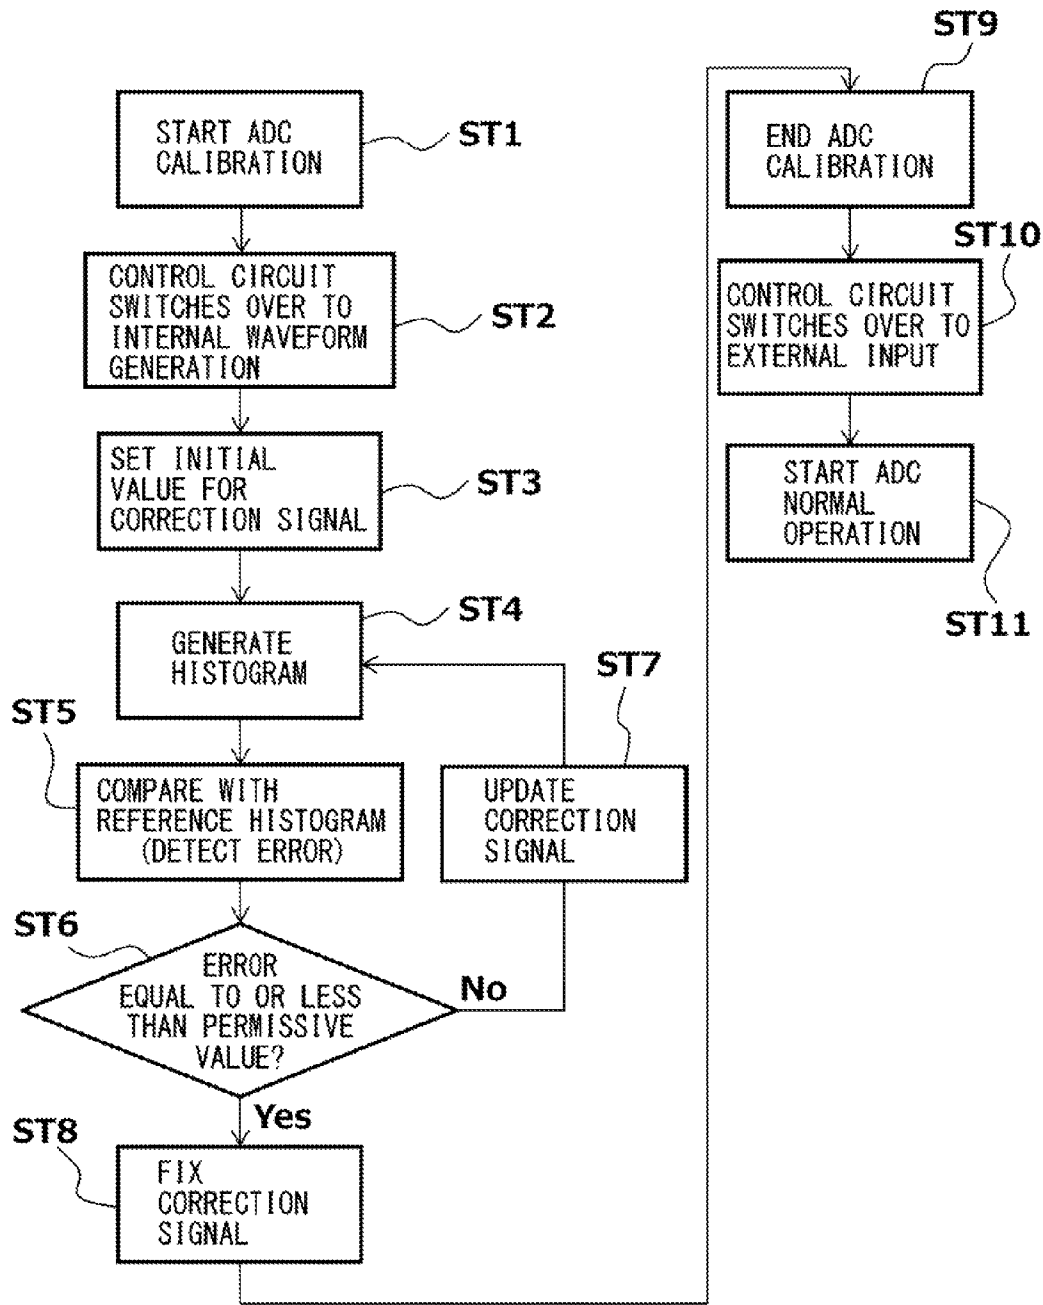 START ADC
CALIBRATION
ST1
CONTROL CIRCUIT
SWITCHES OVER TO
INTERNAL WAVEFORM
GENERATION
ST2
SET INITIAL
VALUE FOR
CORRECTION SIGNAL
ST3
GENERATE
HISTOGRAM
ST4
ST5
COMPARE WITH
REFERENCE HISTOGRAM
(DETECT ERROR)
ST6
ERROR
EQUAL TO OR LESS
THAN PERMISSIVE
VALUE?
No
ST7
UPDATE
CORRECTION
SIGNAL
Yes
ST8
FIX
CORRECTION
SIGNAL
ST9
END ADC
CALIBRATION
ST10
CONTROL CIRCUIT
SWITCHES OVER TO
EXTERNAL INPUT
START ADC
NORMAL
OPERATION
ST11